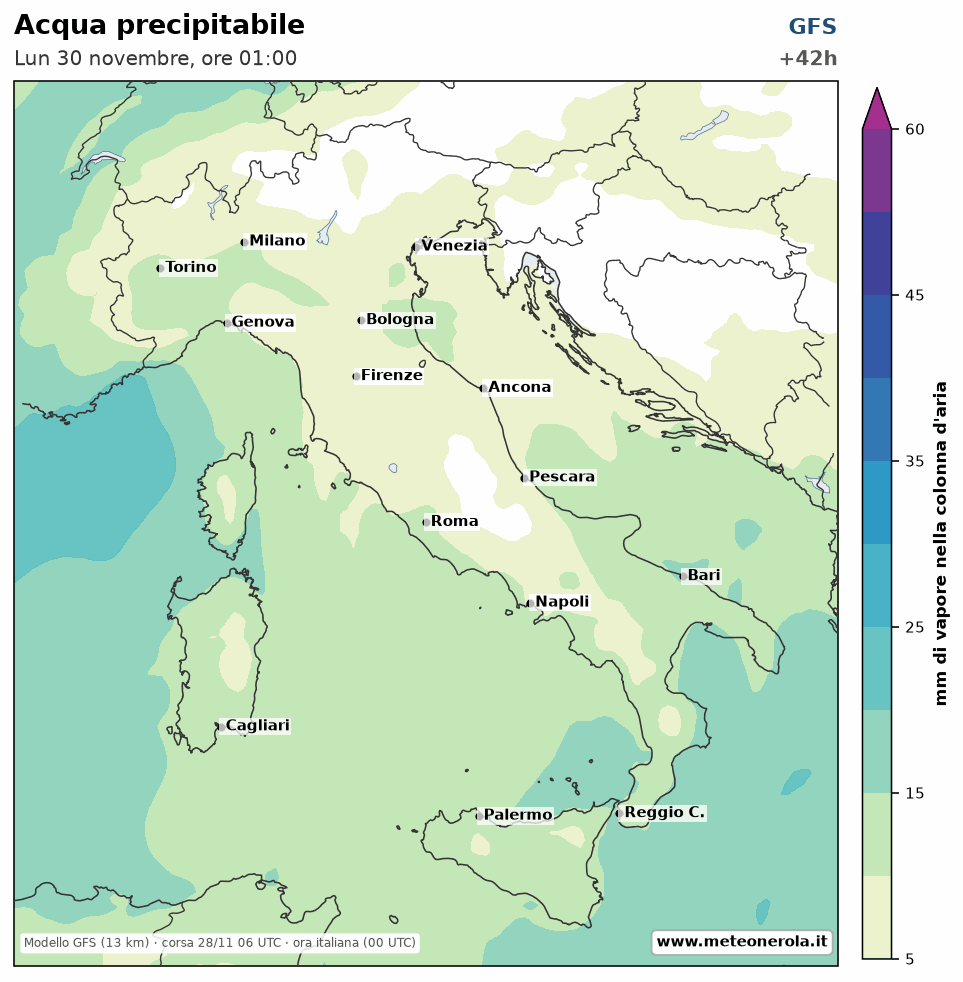 Acqua precipitabile
GFS
Lun 30 novembre, ore 01:00
+42h
60
45
35
25
15
5
mm di vapore nella colonna d'aria
Milano
Venezia
Torino
Genova
Bologna
Firenze
Ancona
Pescara
Roma
Bari
Napoli
Cagliari
Palermo
Reggio C.
Modello GFS (13 km) · corsa 28/11 06 UTC · ora italiana (00 UTC)
www.meteonerola.it